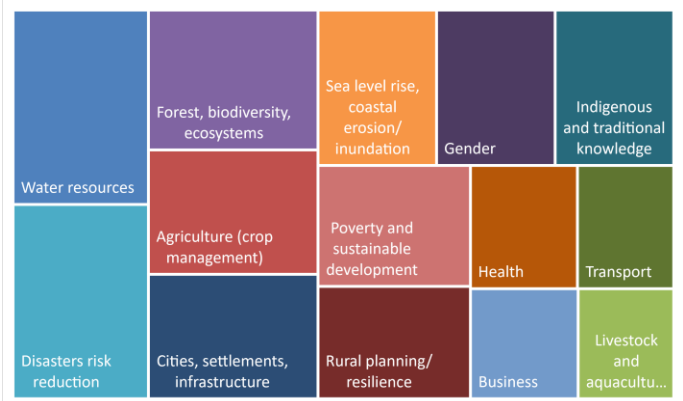 Water resources
Disasters risk
reduction
Forest, biodiversity,
ecosystems
Agriculture (crop
management)
Cities, settlements,
infrastructure
Sea level rise,
coastal
erosion/
inundation
Gender
Indigenous
and traditional
knowledge
Poverty and
sustainable
development
Health
Transport
Rural planning/
resilience
Business
Livestock
and
aquacultu...